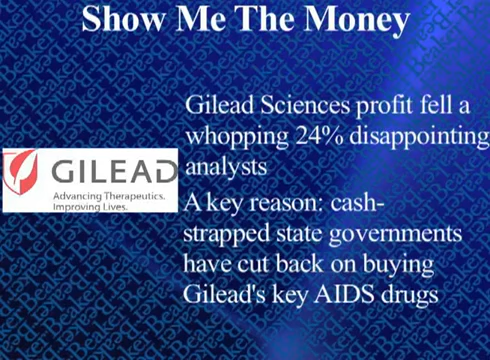 Show Me The Money
Gilead Sciences profit fell a
whopping 24% disappointing
analysts
GILEAD
Advancing Therapeutics.
Improving Lives.
A key reason: cash-
strapped state governments
have cut back on buying
Gilead's key AIDS drugs